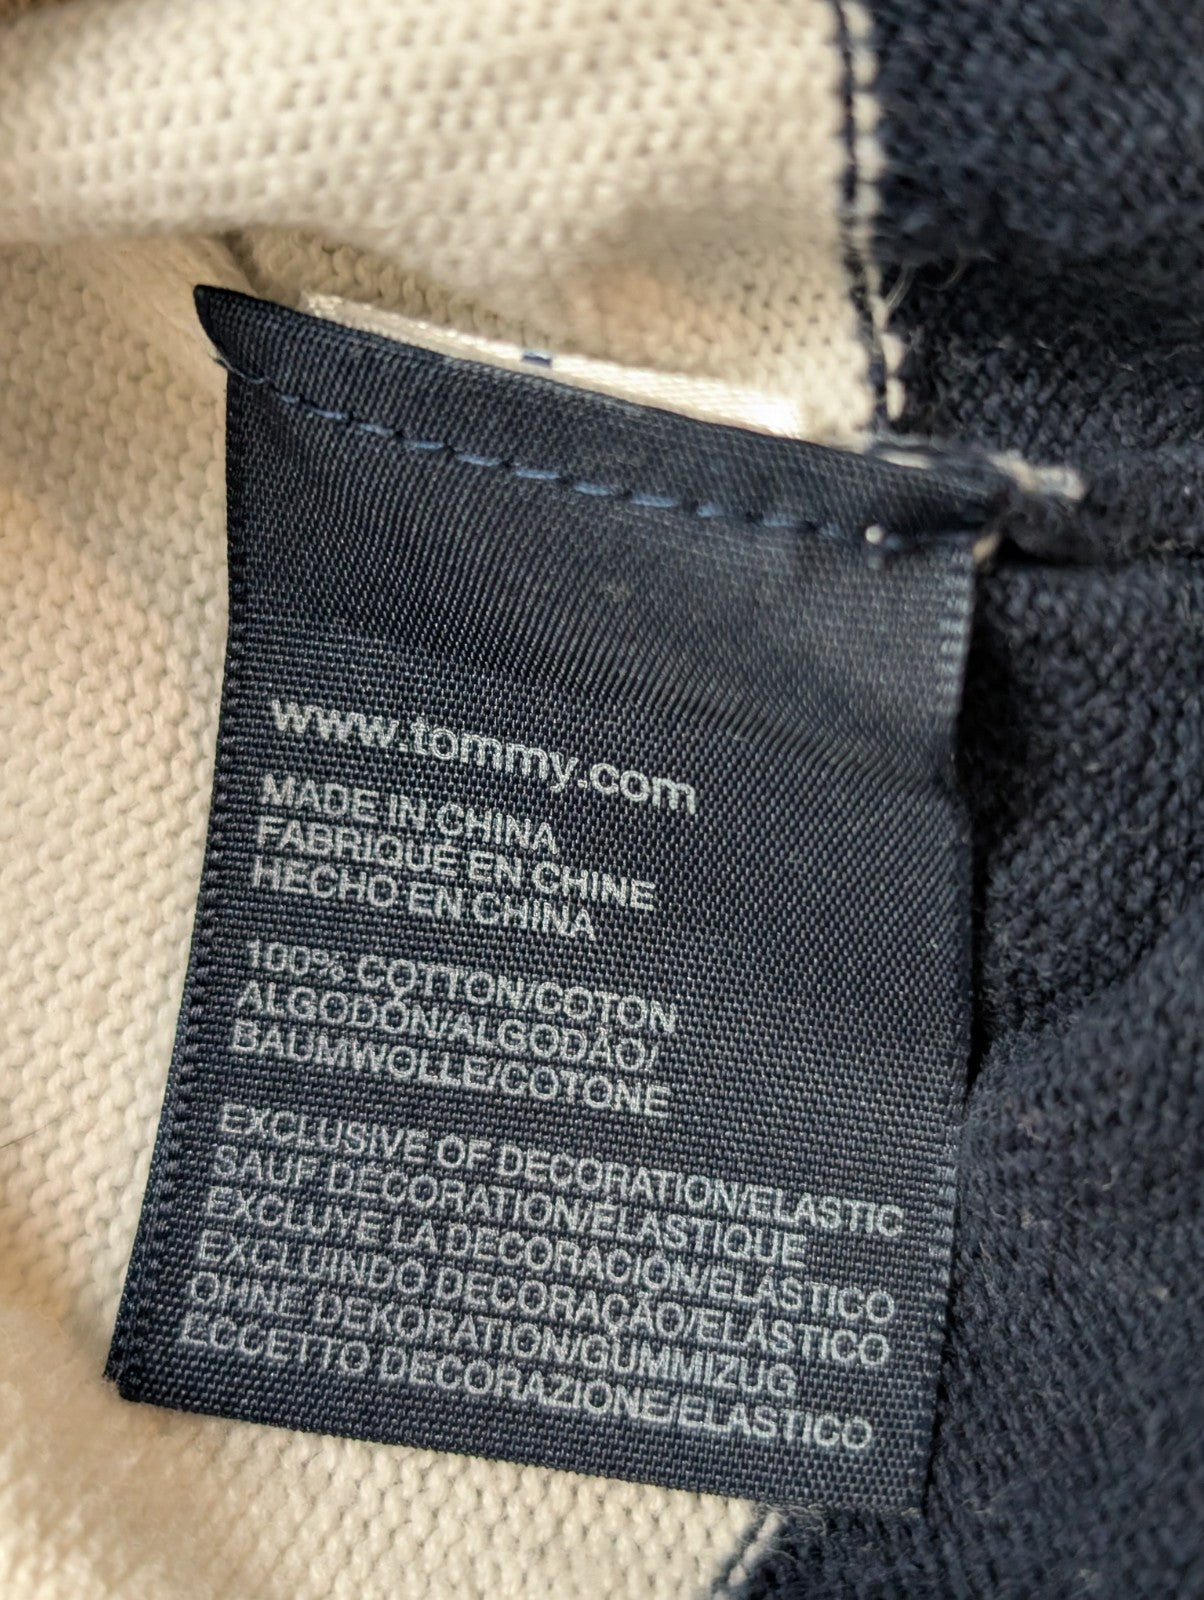 www.tommy.com
MADE IN CHINA
FABRIQUÉ EN CHINE
HECHO EN CHINA
100% COTTON/COTON
ALGODÓN/ALGODÃO/
BAUMWOLLE/COTONE
EXCLUSIVE OF DECORATION/ELASTIC
SAUF DÉCORATION/ÉLASTIQUE
EXCLUYE LA DECORACIÓN/ELÁSTICO
EXCLUINDO DECORAÇÃO/ELÁSTICO
OHNE DEKORATION/GUMMIZUG
ECCETTO DECORAZIONE/ELASTICO